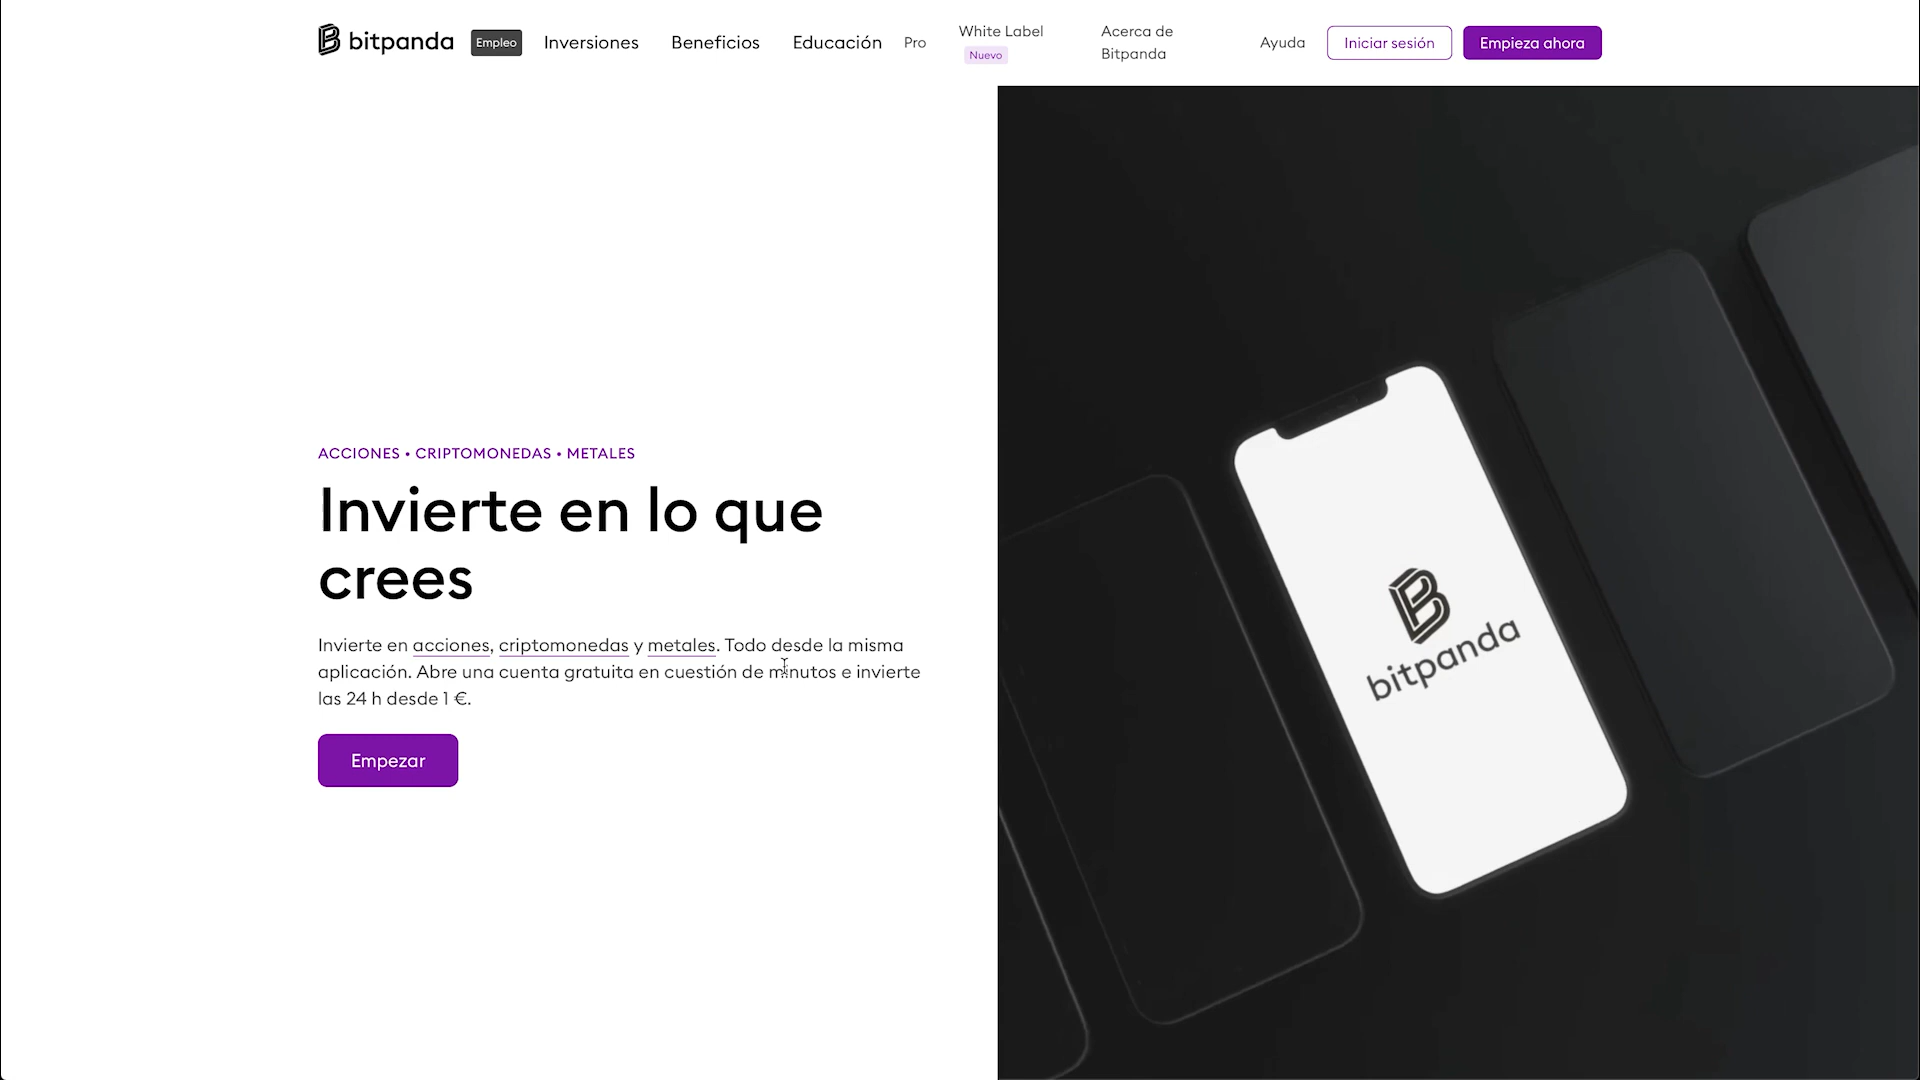 bitpanda
Empleo
Inversiones
Beneficios
Educación
Pro
White Label
Nuevo
Acerca de
Bitpanda
Ayuda
Iniciar sesión
Empieza ahora
ACCIONES • CRIPTOMONEDAS • METALES
Invierte en lo que
crees
Invierte en acciones, criptomonedas y metales. Todo desde la misma
aplicación. Abre una cuenta gratuita en cuestión de minutos e invierte
las 24 h desde 1 €.
Empezar
bitpanda